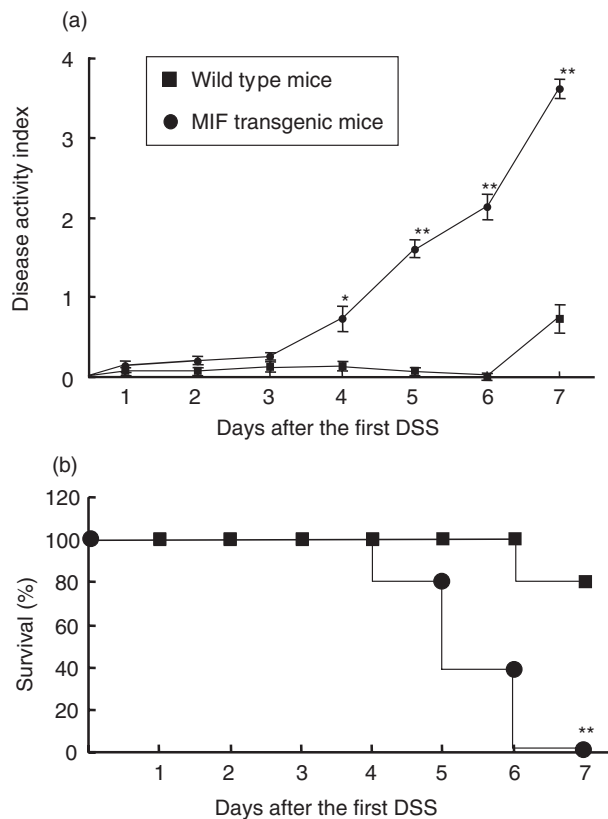 (a)
4
3
2
1
0
Disease activity index
Wild type mice
MIF transgenic mice
*
**
**
**
1 2 3 4 5 6 7
Days after the first DSS
(b)
120
100
80
60
40
20
0
Survival (%)
**
1 2 3 4 5 6 7
Days after the first DSS